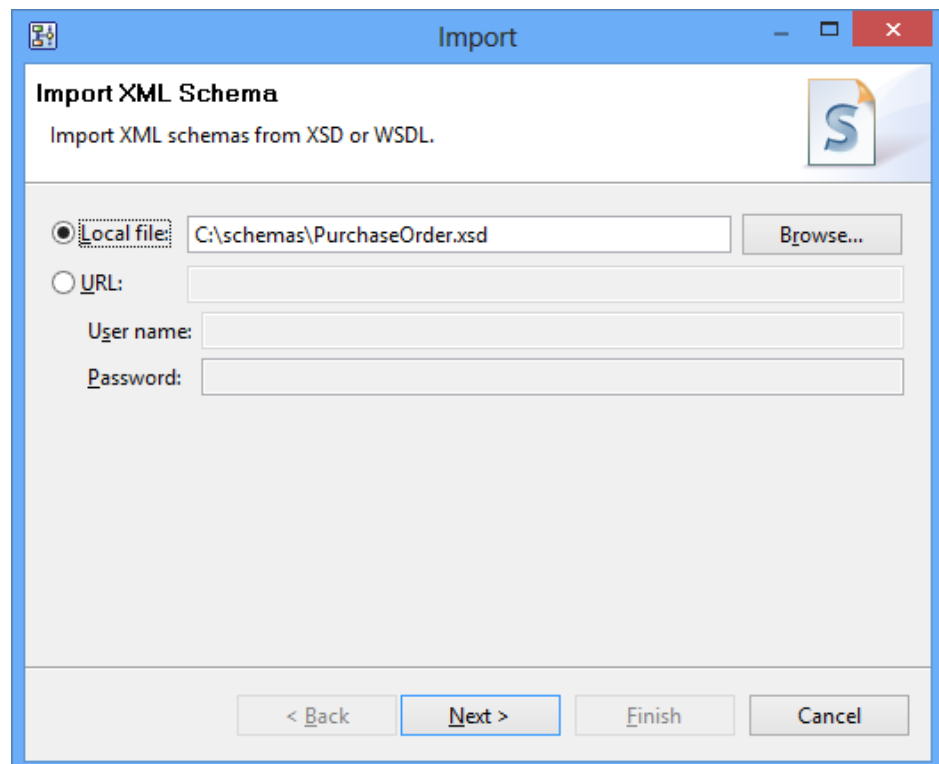 Import
Import XML Schema
Import XML schemas from XSD or WSDL.
S
Local file: C:\schemas\PurchaseOrder.xsd Browse...
URL:
User name:
Password:
< Back Next > Finish Cancel